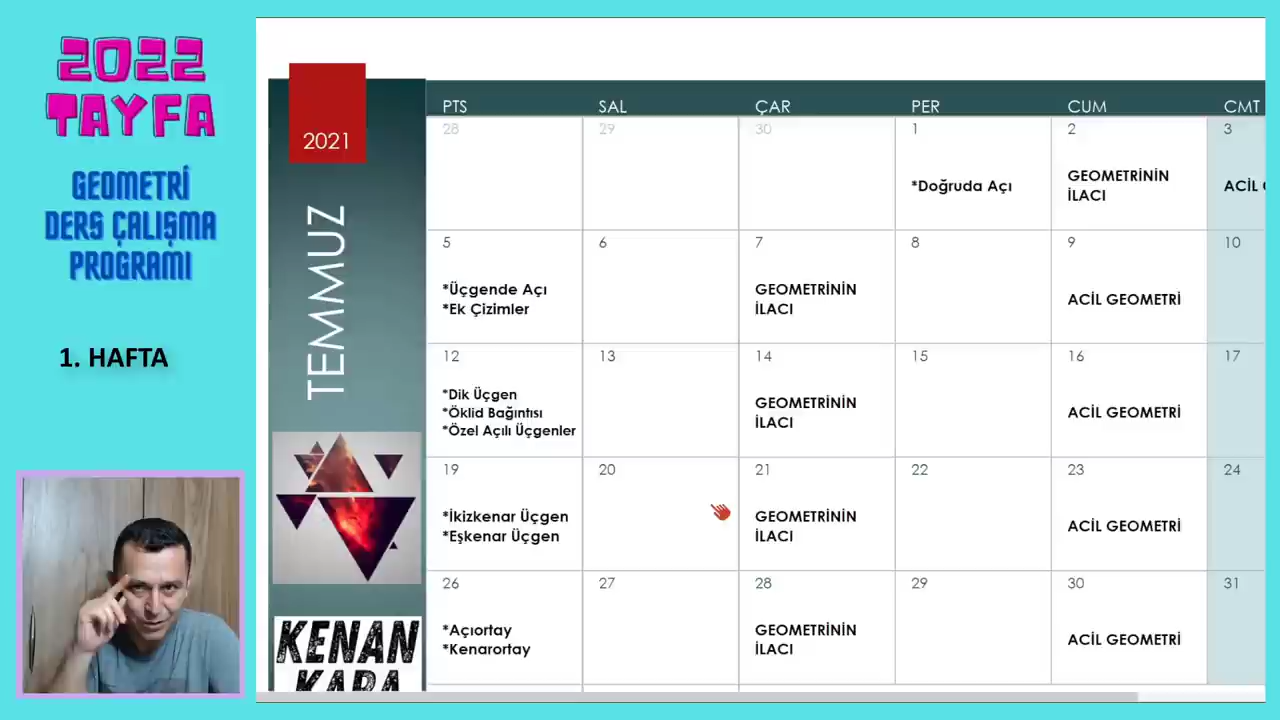 2022
TAYFA
GEOMETRİ
DERS ÇALIŞMA
PROGRAMI
1. HAFTA
2021
TEMMUZ
KENAN
KARA
PTS SAL ÇAR PER CUM CMT
28 29 30 1 2 3
*Doğruda Açı
GEOMETRİNİN
İLACI
ACİL
5 6 7 8 9 10
*Üçgende Açı
*Ek Çizimler
GEOMETRİNİN
İLACI
ACİL GEOMETRİ
12 13 14 15 16 17
*Dik Üçgen
*Öklid Bağıntısı
*Özel Açılı Üçgenler
GEOMETRİNİN
İLACI
ACİL GEOMETRİ
19 20 21 22 23 24
*İkizkenar Üçgen
*Eşkenar Üçgen
GEOMETRİNİN
İLACI
ACİL GEOMETRİ
26 27 28 29 30 31
*Açıortay
*Kenarortay
GEOMETRİNİN
İLACI
ACİL GEOMETRİ